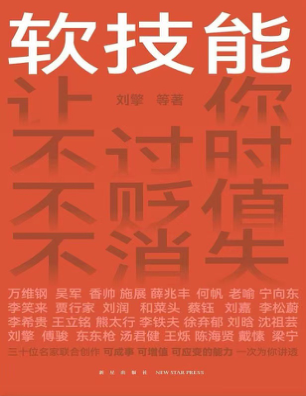 软技能
让 你
刘擎 等著
不过时
不贬值
不消失
万维钢 吴军 香帅 施展 薛兆丰 何帆 老喻 宁向东
李笑来 贾行家 刘润 和菜头 蔡钰 刘嘉 李松蔚
李希贵 王立铭 熊太行 李铁夫 徐弃郁 刘晗 沈祖芸
刘擎 傅骏 东东枪 汤君健 王烁 陈海贤 戴愫 梁宁
三十位名家联合创作 可成事 可增值 可应变的能力 一次为你讲透
新星出版社 NEW STAR PRESS